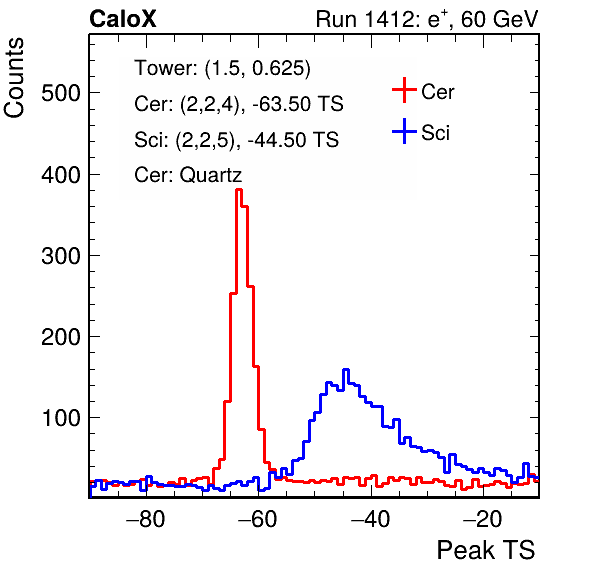 CaloX Run 1412: e⁺, 60 GeV
Counts
Tower: (1.5, 0.625)
Cer: (2,2,4), -63.50 TS
Sci: (2,2,5), -44.50 TS
Cer: Quartz
Cer
Sci
500
400
300
200
100
−80 −60 −40 −20
Peak TS